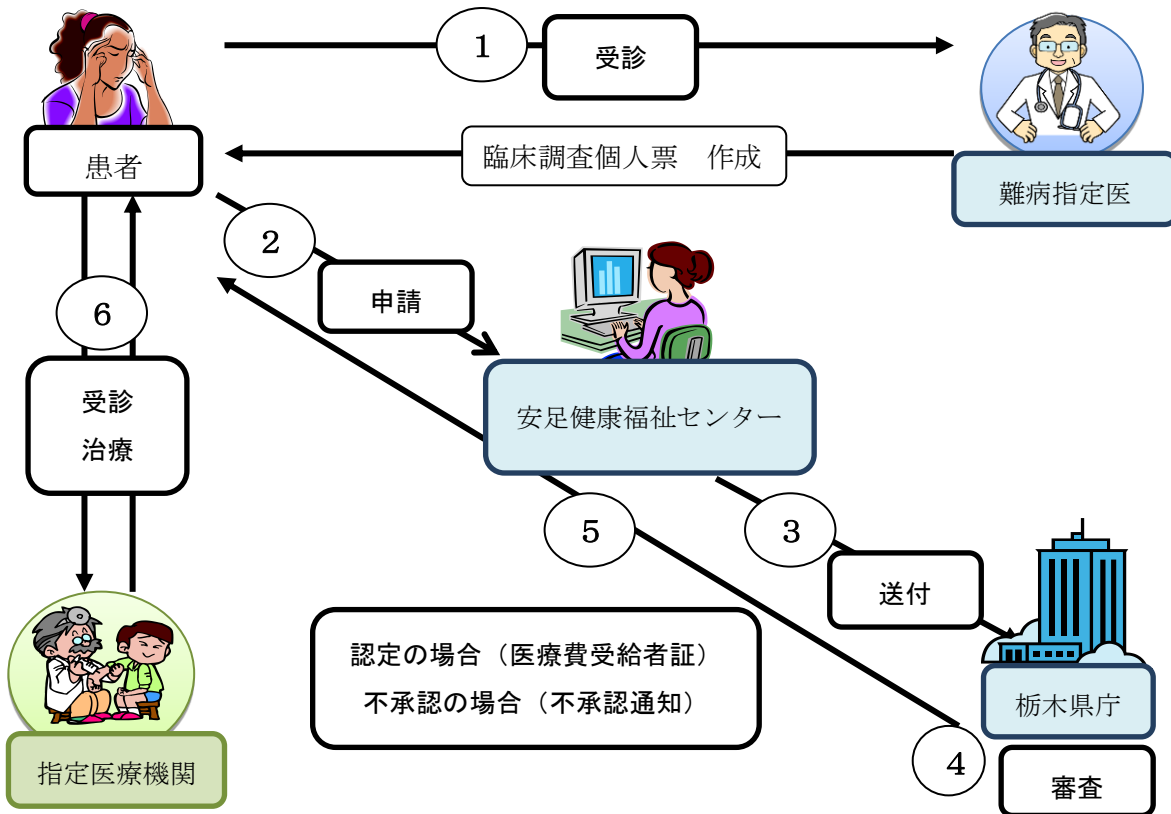 1
受診
臨床調査個人票　作成
患者
難病指定医
2
申請
6
受診
治療
安足健康福祉センター
5
3
送付
認定の場合（医療費受給者証）
不承認の場合（不承認通知）
栃木県庁
4
審査
指定医療機関